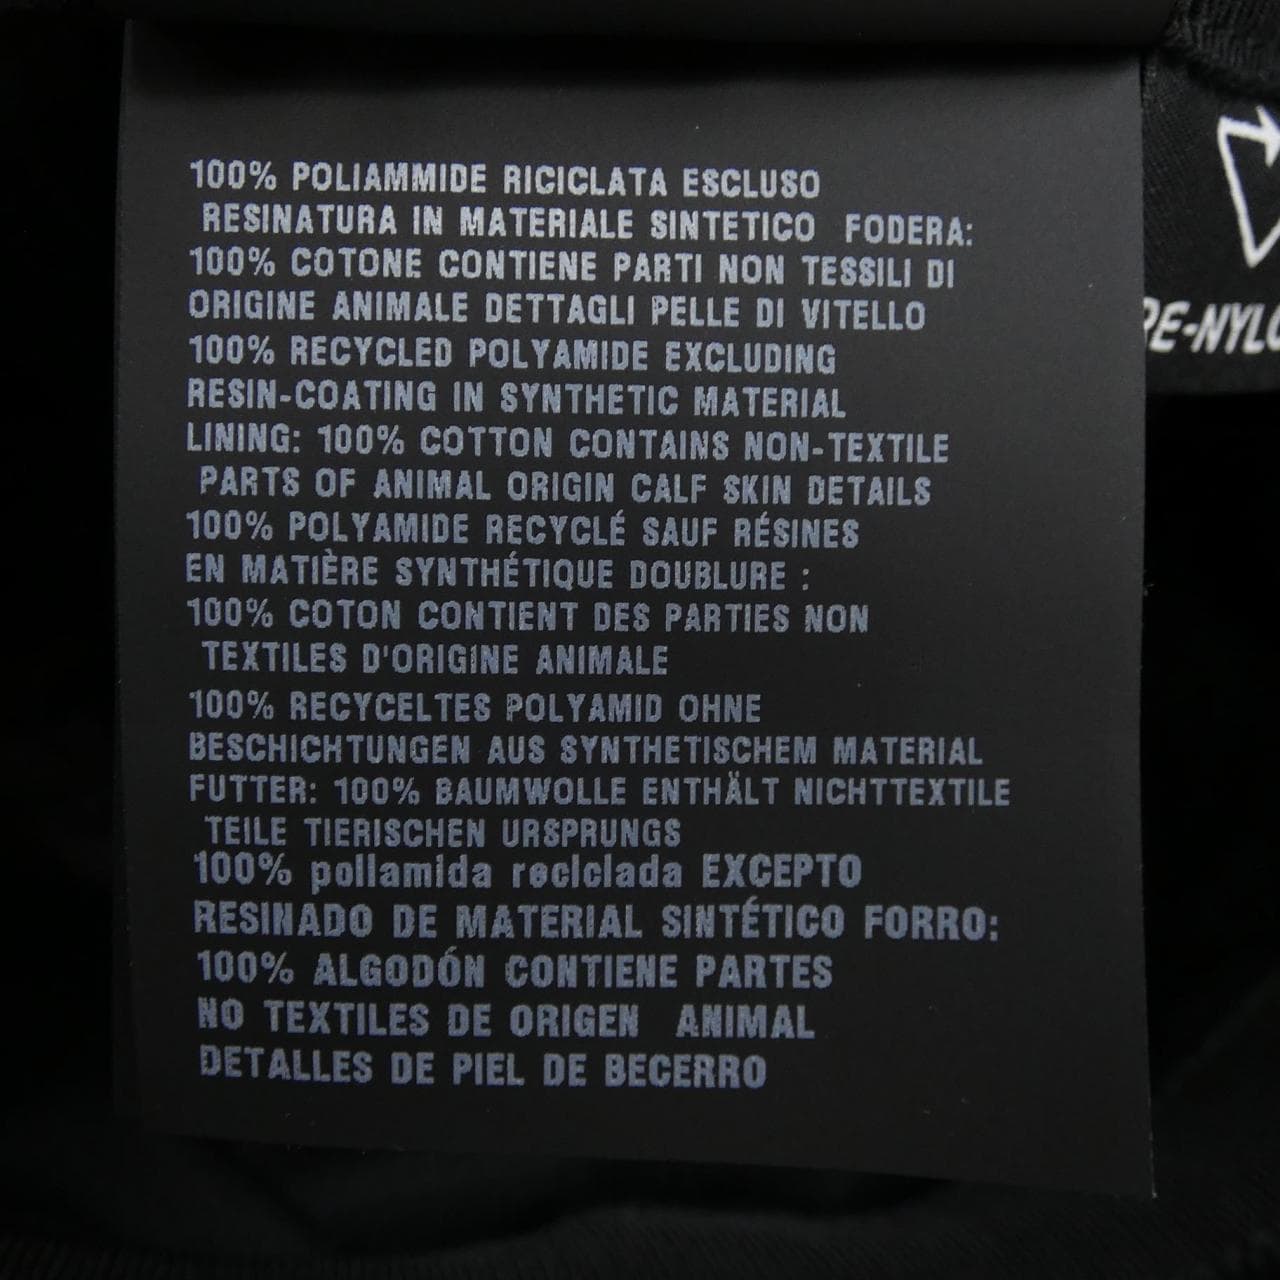 100% POLIAMMIDE RICICLATA ESCLUSO
RESINATURA IN MATERIALE SINTETICO FODERA:
100% COTONE CONTIENE PARTI NON TESSILI DI
ORIGINE ANIMALE DETTAGLI PELLE DI VITELLO
100% RECYCLED POLYAMIDE EXCLUDING
RESIN-COATING IN SYNTHETIC MATERIAL
LINING: 100% COTTON CONTAINS NON-TEXTILE
PARTS OF ANIMAL ORIGIN CALF SKIN DETAILS
100% POLYAMIDE RECYCLÉ SAUF RÉSINES
EN MATIÈRE SYNTHÉTIQUE DOUBLURE :
100% COTON CONTIENT DES PARTIES NON
TEXTILES D'ORIGINE ANIMALE
100% RECYCELTES POLYAMID OHNE
BESCHICHTUNGEN AUS SYNTHETISCHEM MATERIAL
FUTTER: 100% BAUMWOLLE ENTHÄLT NICHTTEXTILE
TEILE TIERISCHEN URSPRUNGS
100% poliamida reciclada EXCEPTO
RESINADO DE MATERIAL SINTÉTICO FORRO:
100% ALGODÓN CONTIENE PARTES
NO TEXTILES DE ORIGEN ANIMAL
DETALLES DE PIEL DE BECERRO
RE-NYLO